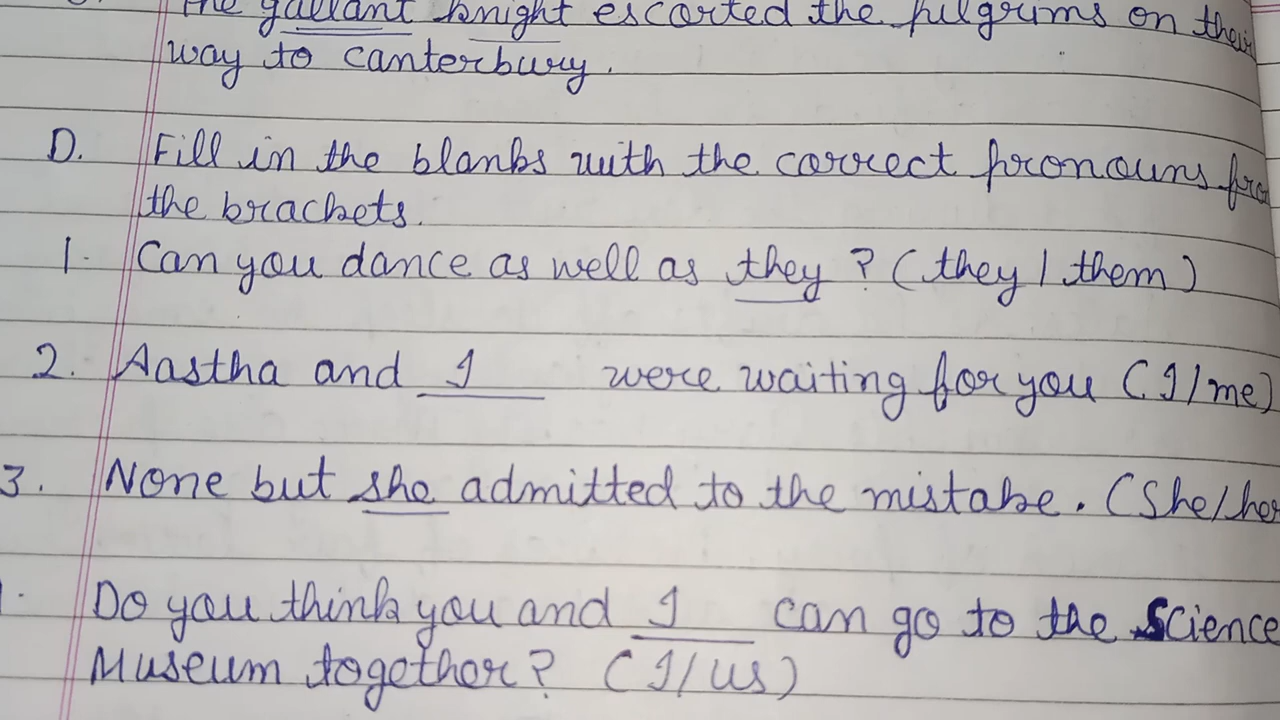 The gallant knight escorted the pilgrims on their
way to Canterbury.
D. Fill in the blanks with the correct pronouns from
the brackets.
1. Can you dance as well as they ? (they / them)
2. Aastha and I were waiting for you (I/me)
3. None but she admitted to the mistake. (She/her
Do you think you and I can go to the Science
Museum together? (I/us)